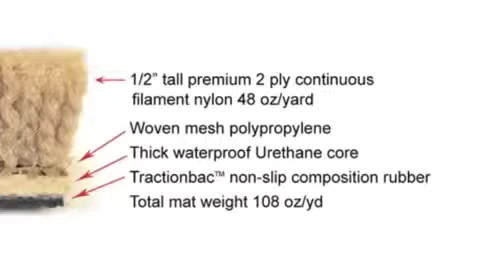 1/2” tall premium 2 ply continuous
filament nylon 48 oz/yard
Woven mesh polypropylene
Thick waterproof Urethane core
Tractionbac™ non-slip composition rubber
Total mat weight 108 oz/yd